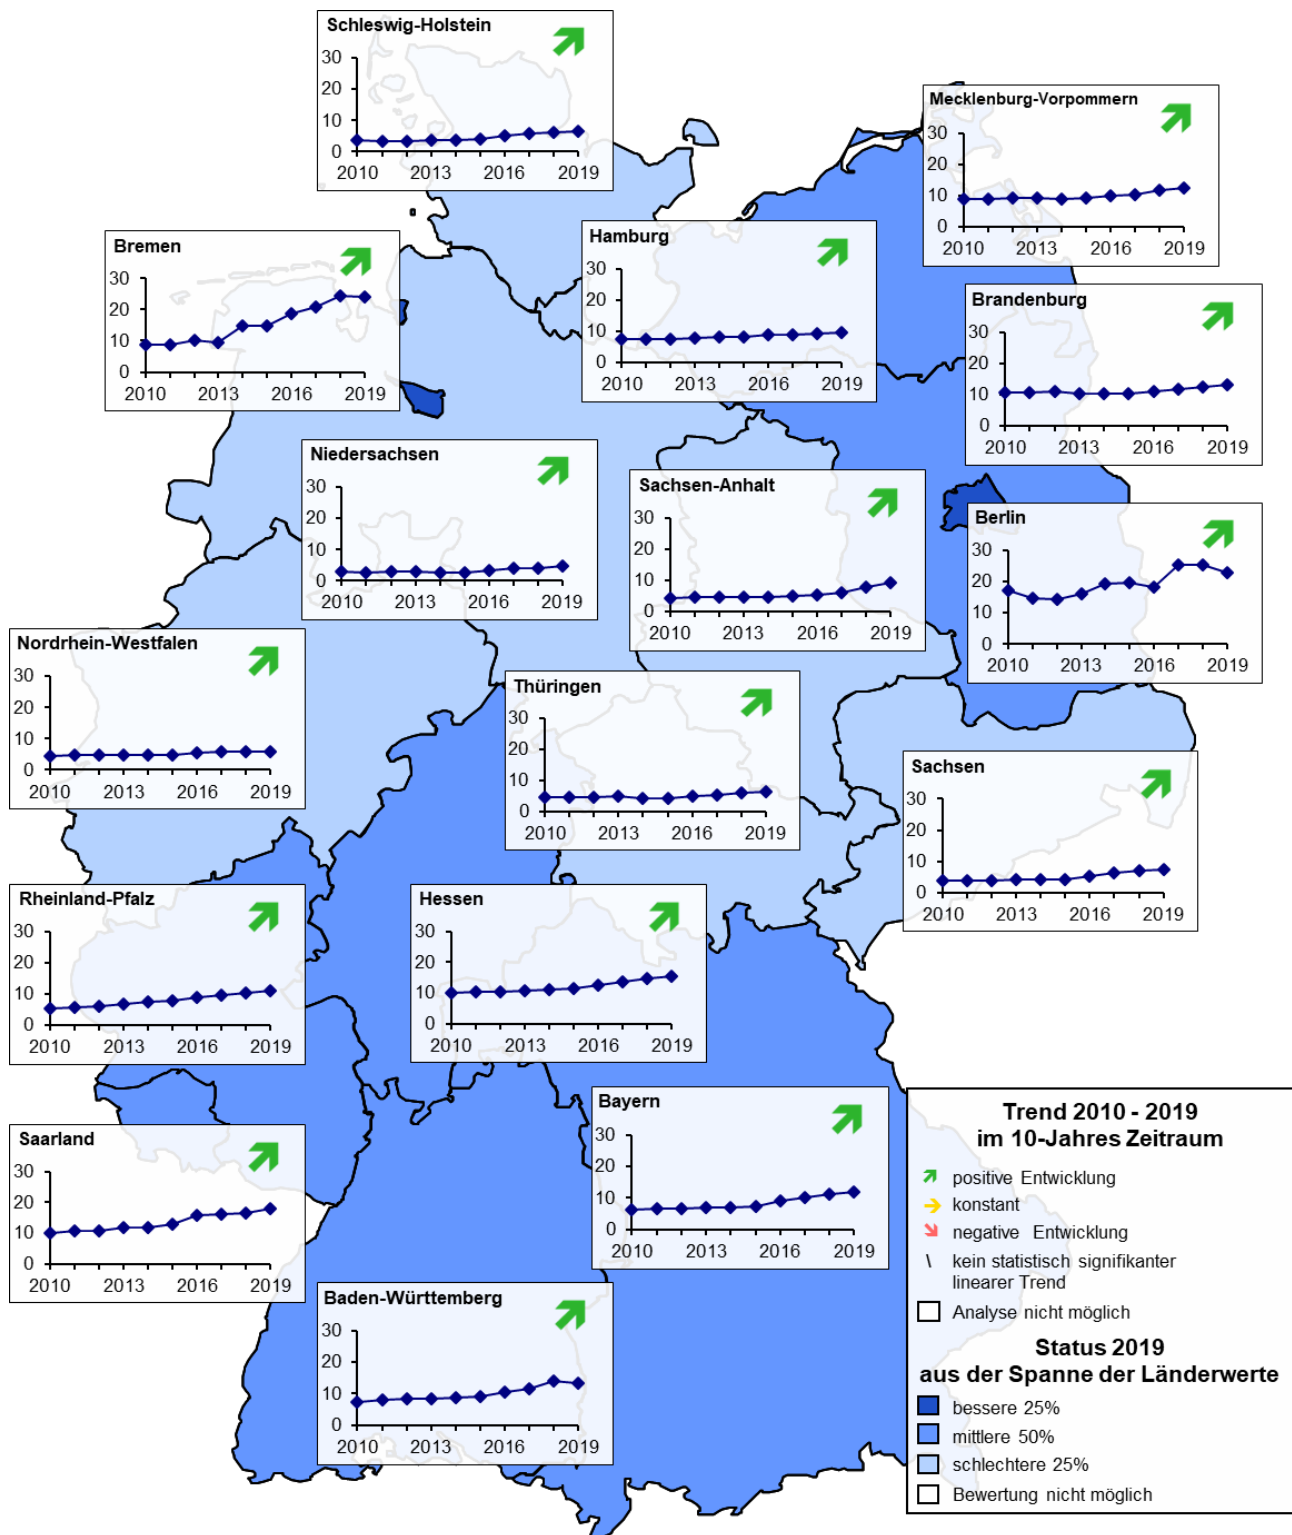 Schleswig-Holstein
30
20
10
0
2010 2013 2016 2019
Mecklenburg-Vorpommern
30
20
10
0
2010 2013 2016 2019
Bremen
30
20
10
0
2010 2013 2016 2019
Hamburg
30
20
10
0
2010 2013 2016 2019
Brandenburg
30
20
10
0
2010 2013 2016 2019
Niedersachsen
30
20
10
0
2010 2013 2016 2019
Sachsen-Anhalt
30
20
10
0
2010 2013 2016 2019
Berlin
30
20
10
0
2010 2013 2016 2019
Nordrhein-Westfalen
30
20
10
0
2010 2013 2016 2019
Thüringen
30
20
10
0
2010 2013 2016 2019
Sachsen
30
20
10
0
2010 2013 2016 2019
Rheinland-Pfalz
30
20
10
0
2010 2013 2016 2019
Hessen
30
20
10
0
2010 2013 2016 2019
Bayern
30
20
10
0
2010 2013 2016 2019
Saarland
30
20
10
0
2010 2013 2016 2019
Baden-Württemberg
30
20
10
0
2010 2013 2016 2019
Trend 2010 - 2019
im 10-Jahres Zeitraum
positive Entwicklung
konstant
negative Entwicklung
\ kein statistisch signifikanter
linearer Trend
Analyse nicht möglich
Status 2019
aus der Spanne der Länderwerte
bessere 25%
mittlere 50%
schlechtere 25%
Bewertung nicht möglich